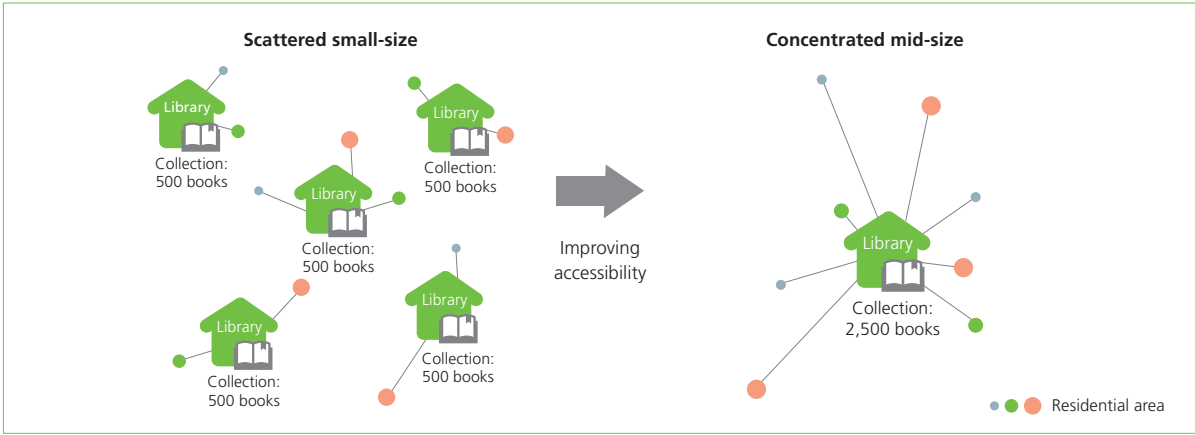 Scattered small-size
Library
Collection:
500 books
Library
Collection:
500 books
Library
Collection:
500 books
Library
Collection:
500 books
Library
Collection:
500 books
Improving
accessibility
Concentrated mid-size
Library
Collection:
2,500 books
Residential area